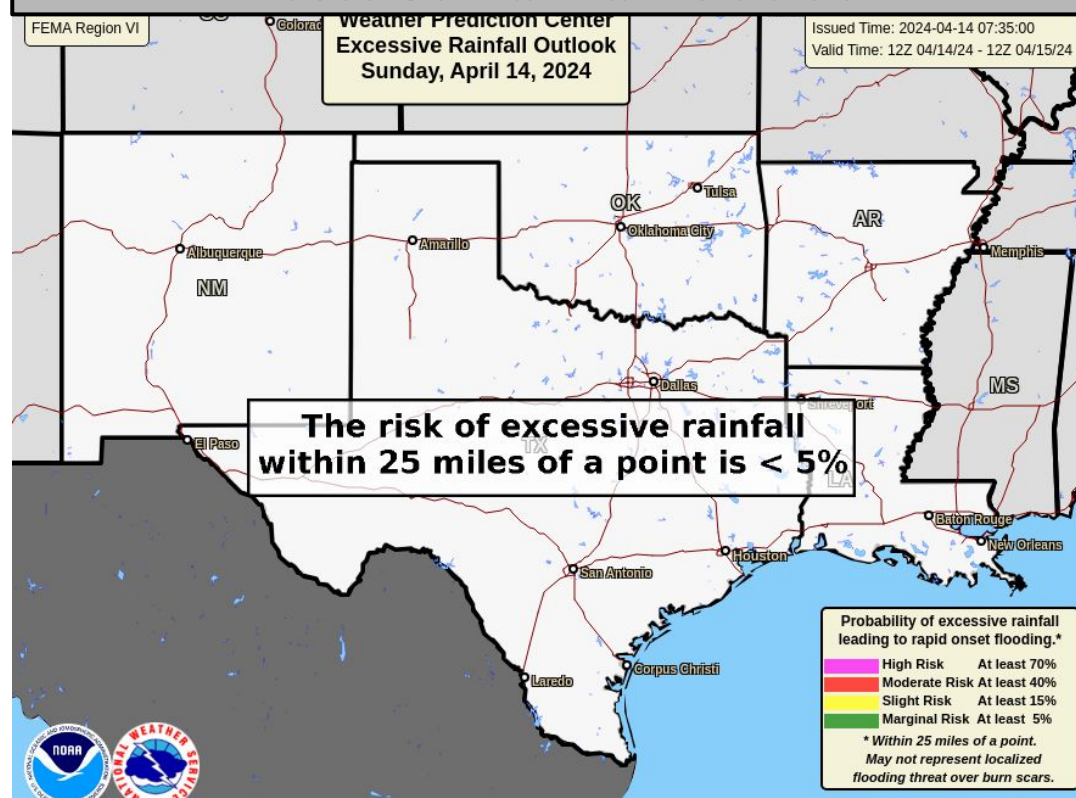 FEMA Region VI
Weather Prediction Center
Excessive Rainfall Outlook
Sunday, April 14, 2024
Issued Time: 2024-04-14 07:35:00
Valid Time: 12Z 04/14/24 - 12Z 04/15/24
Tulsa
OK
AR
Oklahoma City
Amarillo
Albuquerque
Memphis
NM
Dallas
MS
Shreveport
The risk of excessive rainfall
within 25 miles of a point is < 5%
El Paso
TX
LA
Baton Rouge
New Orleans
Houston
San Antonio
Corpus Christi
Laredo
Probability of excessive rainfall
leading to rapid onset flooding.*
High Risk At least 70%
Moderate Risk At least 40%
Slight Risk At least 15%
Marginal Risk At least 5%
* Within 25 miles of a point.
May not represent localized
flooding threat over burn scars.
NOAA
NATIONAL WEATHER SERVICE